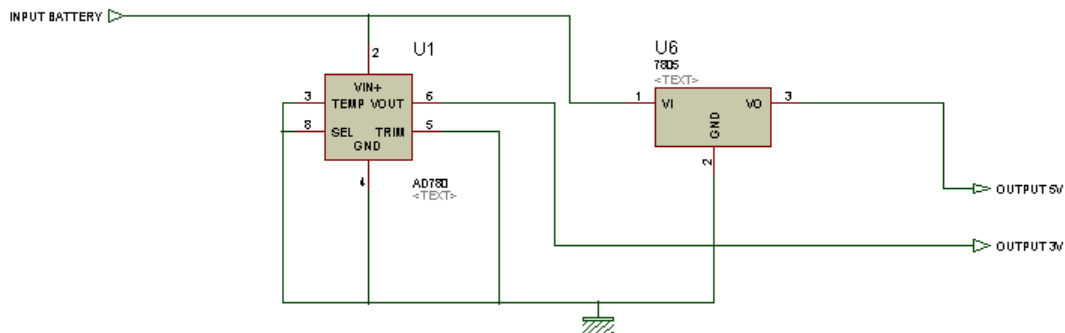 INPUT BATTERY
2
U1
VIN+
3
TEMP VOUT
6
8
SEL TRIM
5
GND
4
AD780
<TEXT>
U6
7805
<TEXT>
1
VI
VO
3
GND
2
OUTPUT 5V
OUTPUT 3V